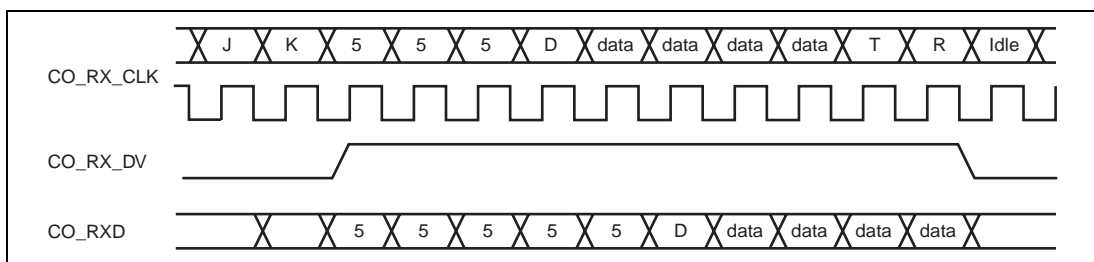 J K 5 5 5 D data data data data T R Idle
CO_RX_CLK
CO_RX_DV
CO_RXD 5 5 5 5 5 D data data data data